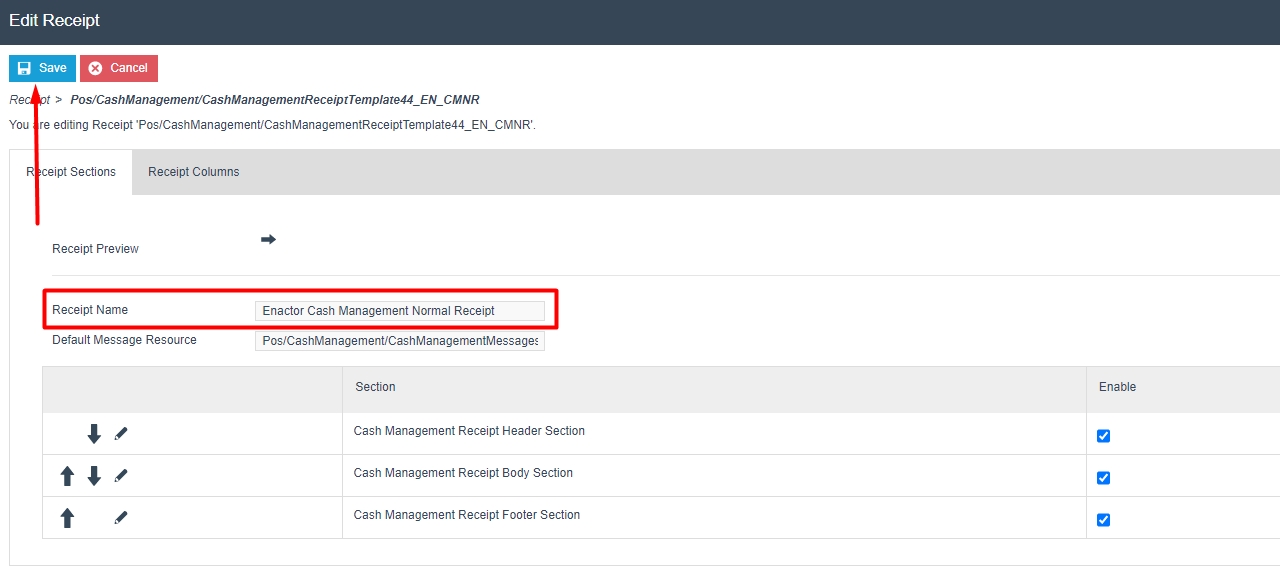 Edit Receipt
Save Cancel
Receipt > Pos/CashManagement/CashManagementReceiptTemplate44_EN_CMNR
You are editing Receipt 'Pos/CashManagement/CashManagementReceiptTemplate44_EN_CMNR'.
Receipt Sections Receipt Columns
Receipt Preview
Receipt Name Enactor Cash Management Normal Receipt
Default Message Resource Pos/CashManagement/CashManagementMessages
Section Enable
Cash Management Receipt Header Section
Cash Management Receipt Body Section
Cash Management Receipt Footer Section